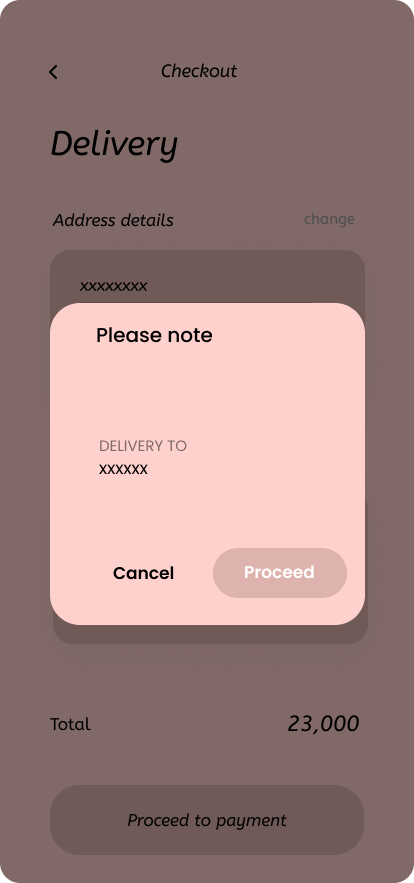 Checkout
Delivery
Address details change
xxxxxxxx
Please note
DELIVERY TO
xxxxxx
Cancel Proceed
Total 23,000
Proceed to payment